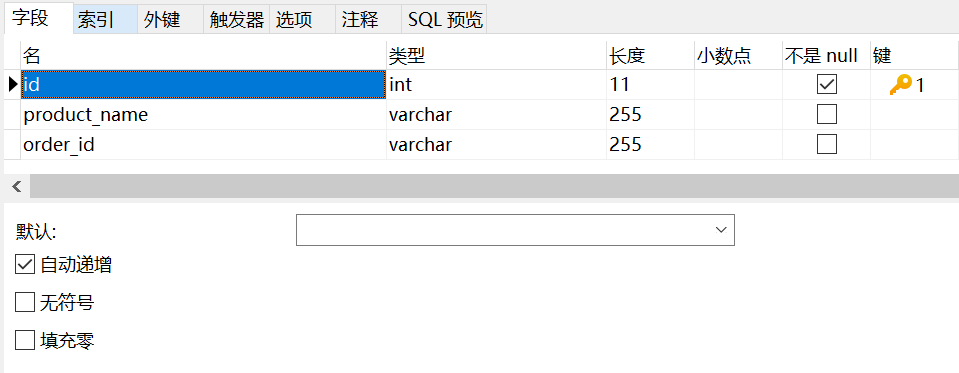 字段 索引 外键 触发器 选项 注释 SQL 预览
名 类型 长度 小数点 不是 null 键
id int 11 1
product_name varchar 255
order_id varchar 255
默认:
自动递增
无符号
填充零